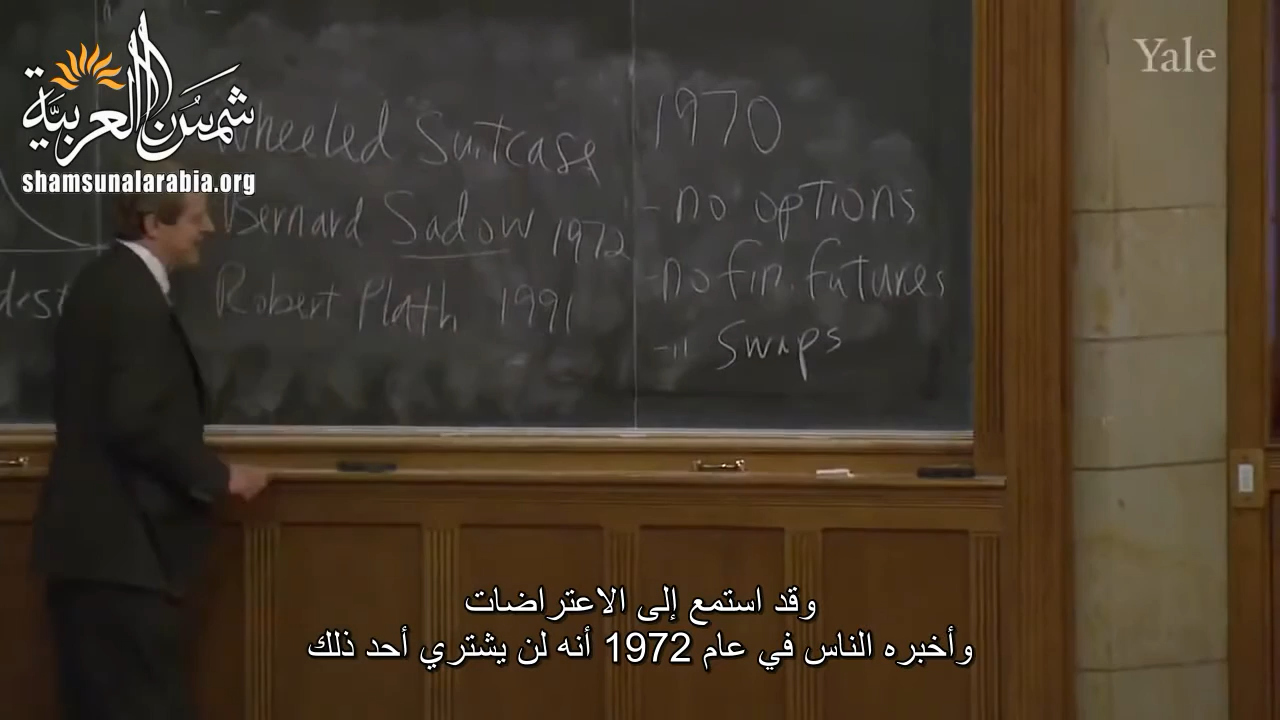 شمس العربية
shamsunalarabia.org
Yale
Wheeled Suitcase
Bernard Sadow 1972
Robert Plath 1991
1970
- no options
- no fin. futures
- " swaps
وقد استمع إلى الاعتراضات
وأخبره الناس في عام 1972 أنه لن يشتري أحد ذلك